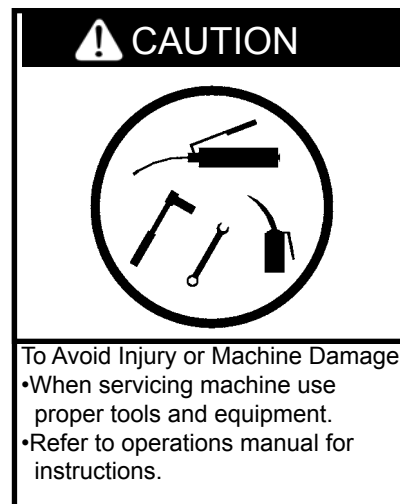 CAUTION
To Avoid Injury or Machine Damage
•When servicing machine use
proper tools and equipment.
•Refer to operations manual for
instructions.